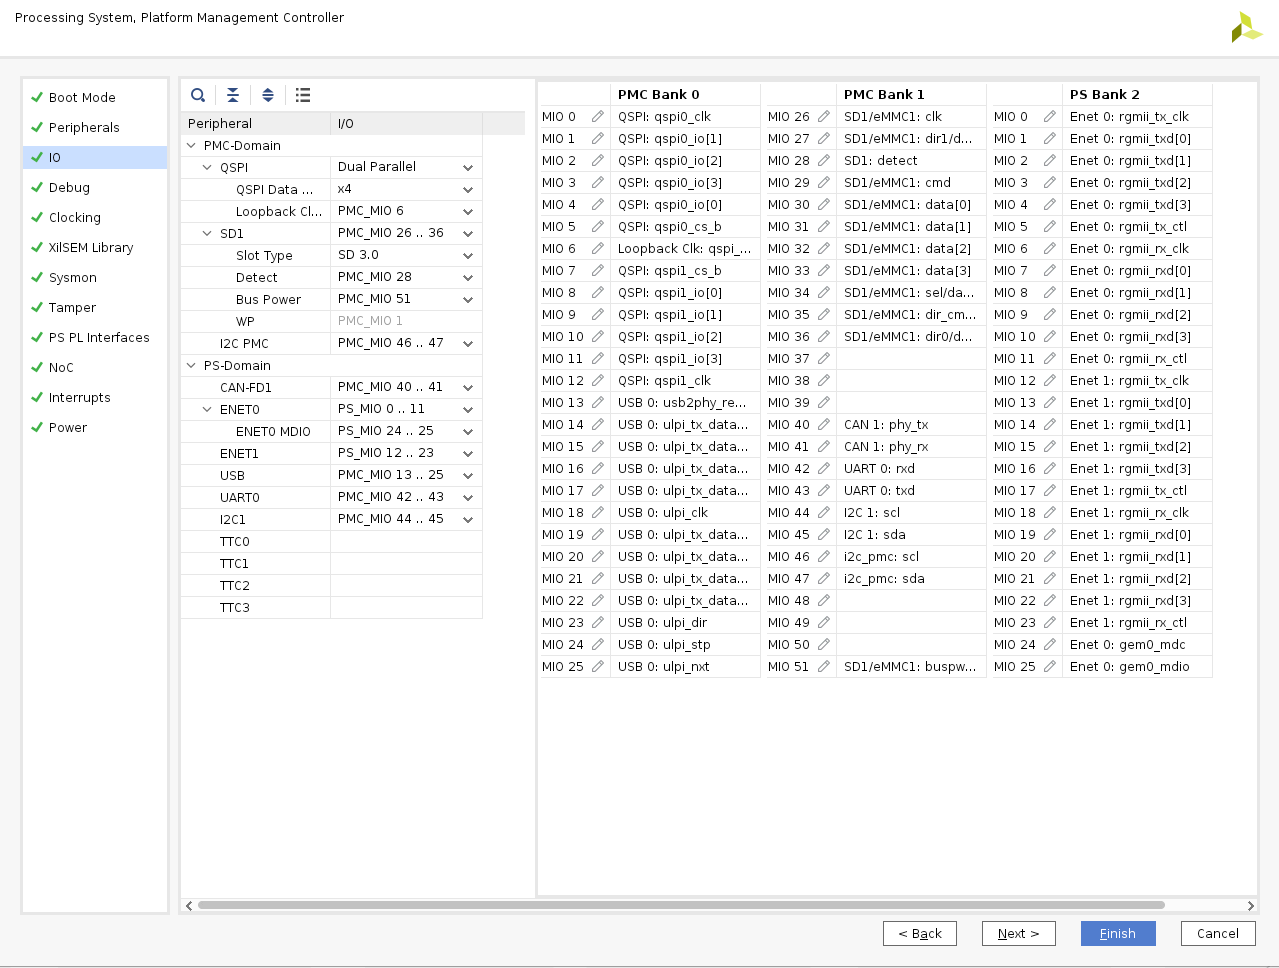 Processing System, Platform Management Controller
Boot Mode
Peripherals
IO
Debug
Clocking
XilSEM Library
Sysmon
Tamper
PS PL Interfaces
NoC
Interrupts
Power
Peripheral I/O
PMC-Domain
QSPI Dual Parallel
QSPI Data ... x4
Loopback Cl... PMC_MIO 6
SD1 PMC_MIO 26 .. 36
Slot Type SD 3.0
Detect PMC_MIO 28
Bus Power PMC_MIO 51
WP PMC_MIO 1
I2C PMC PMC_MIO 46 .. 47
PS-Domain
CAN-FD1 PMC_MIO 40 .. 41
ENET0 PS_MIO 0 .. 11
ENET0 MDIO PS_MIO 24 .. 25
ENET1 PS_MIO 12 .. 23
USB PMC_MIO 13 .. 25
UART0 PMC_MIO 42 .. 43
I2C1 PMC_MIO 44 .. 45
TTC0
TTC1
TTC2
TTC3
PMC Bank 0 PMC Bank 1 PS Bank 2
MIO 0 QSPI: qspi0_clk MIO 26 SD1/eMMC1: clk MIO 0 Enet 0: rgmii_tx_clk
MIO 1 QSPI: qspi0_io[1] MIO 27 SD1/eMMC1: dir1/d... MIO 1 Enet 0: rgmii_txd[0]
MIO 2 QSPI: qspi0_io[2] MIO 28 SD1: detect MIO 2 Enet 0: rgmii_txd[1]
MIO 3 QSPI: qspi0_io[3] MIO 29 SD1/eMMC1: cmd MIO 3 Enet 0: rgmii_txd[2]
MIO 4 QSPI: qspi0_io[0] MIO 30 SD1/eMMC1: data[0] MIO 4 Enet 0: rgmii_txd[3]
MIO 5 QSPI: qspi0_cs_b MIO 31 SD1/eMMC1: data[1] MIO 5 Enet 0: rgmii_tx_ctl
MIO 6 Loopback Clk: qspi_... MIO 32 SD1/eMMC1: data[2] MIO 6 Enet 0: rgmii_rx_clk
MIO 7 QSPI: qspi1_cs_b MIO 33 SD1/eMMC1: data[3] MIO 7 Enet 0: rgmii_rxd[0]
MIO 8 QSPI: qspi1_io[0] MIO 34 SD1/eMMC1: sel/da... MIO 8 Enet 0: rgmii_rxd[1]
MIO 9 QSPI: qspi1_io[1] MIO 35 SD1/eMMC1: dir_cm... MIO 9 Enet 0: rgmii_rxd[2]
MIO 10 QSPI: qspi1_io[2] MIO 36 SD1/eMMC1: dir0/d... MIO 10 Enet 0: rgmii_rxd[3]
MIO 11 QSPI: qspi1_io[3] MIO 37 MIO 11 Enet 0: rgmii_rx_ctl
MIO 12 QSPI: qspi1_clk MIO 38 MIO 12 Enet 1: rgmii_tx_clk
MIO 13 USB 0: usb2phy_re... MIO 39 MIO 13 Enet 1: rgmii_txd[0]
MIO 14 USB 0: ulpi_tx_data... MIO 40 CAN 1: phy_tx MIO 14 Enet 1: rgmii_txd[1]
MIO 15 USB 0: ulpi_tx_data... MIO 41 CAN 1: phy_rx MIO 15 Enet 1: rgmii_txd[2]
MIO 16 USB 0: ulpi_tx_data... MIO 42 UART 0: rxd MIO 16 Enet 1: rgmii_txd[3]
MIO 17 USB 0: ulpi_tx_data... MIO 43 UART 0: txd MIO 17 Enet 1: rgmii_tx_ctl
MIO 18 USB 0: ulpi_clk MIO 44 I2C 1: scl MIO 18 Enet 1: rgmii_rx_clk
MIO 19 USB 0: ulpi_tx_data... MIO 45 I2C 1: sda MIO 19 Enet 1: rgmii_rxd[0]
MIO 20 USB 0: ulpi_tx_data... MIO 46 i2c_pmc: scl MIO 20 Enet 1: rgmii_rxd[1]
MIO 21 USB 0: ulpi_tx_data... MIO 47 i2c_pmc: sda MIO 21 Enet 1: rgmii_rxd[2]
MIO 22 USB 0: ulpi_tx_data... MIO 48 MIO 22 Enet 1: rgmii_rxd[3]
MIO 23 USB 0: ulpi_dir MIO 49 MIO 23 Enet 1: rgmii_rx_ctl
MIO 24 USB 0: ulpi_stp MIO 50 MIO 24 Enet 0: gem0_mdc
MIO 25 USB 0: ulpi_nxt MIO 51 SD1/eMMC1: buspw... MIO 25 Enet 0: gem0_mdio
< Back Next > Finish Cancel